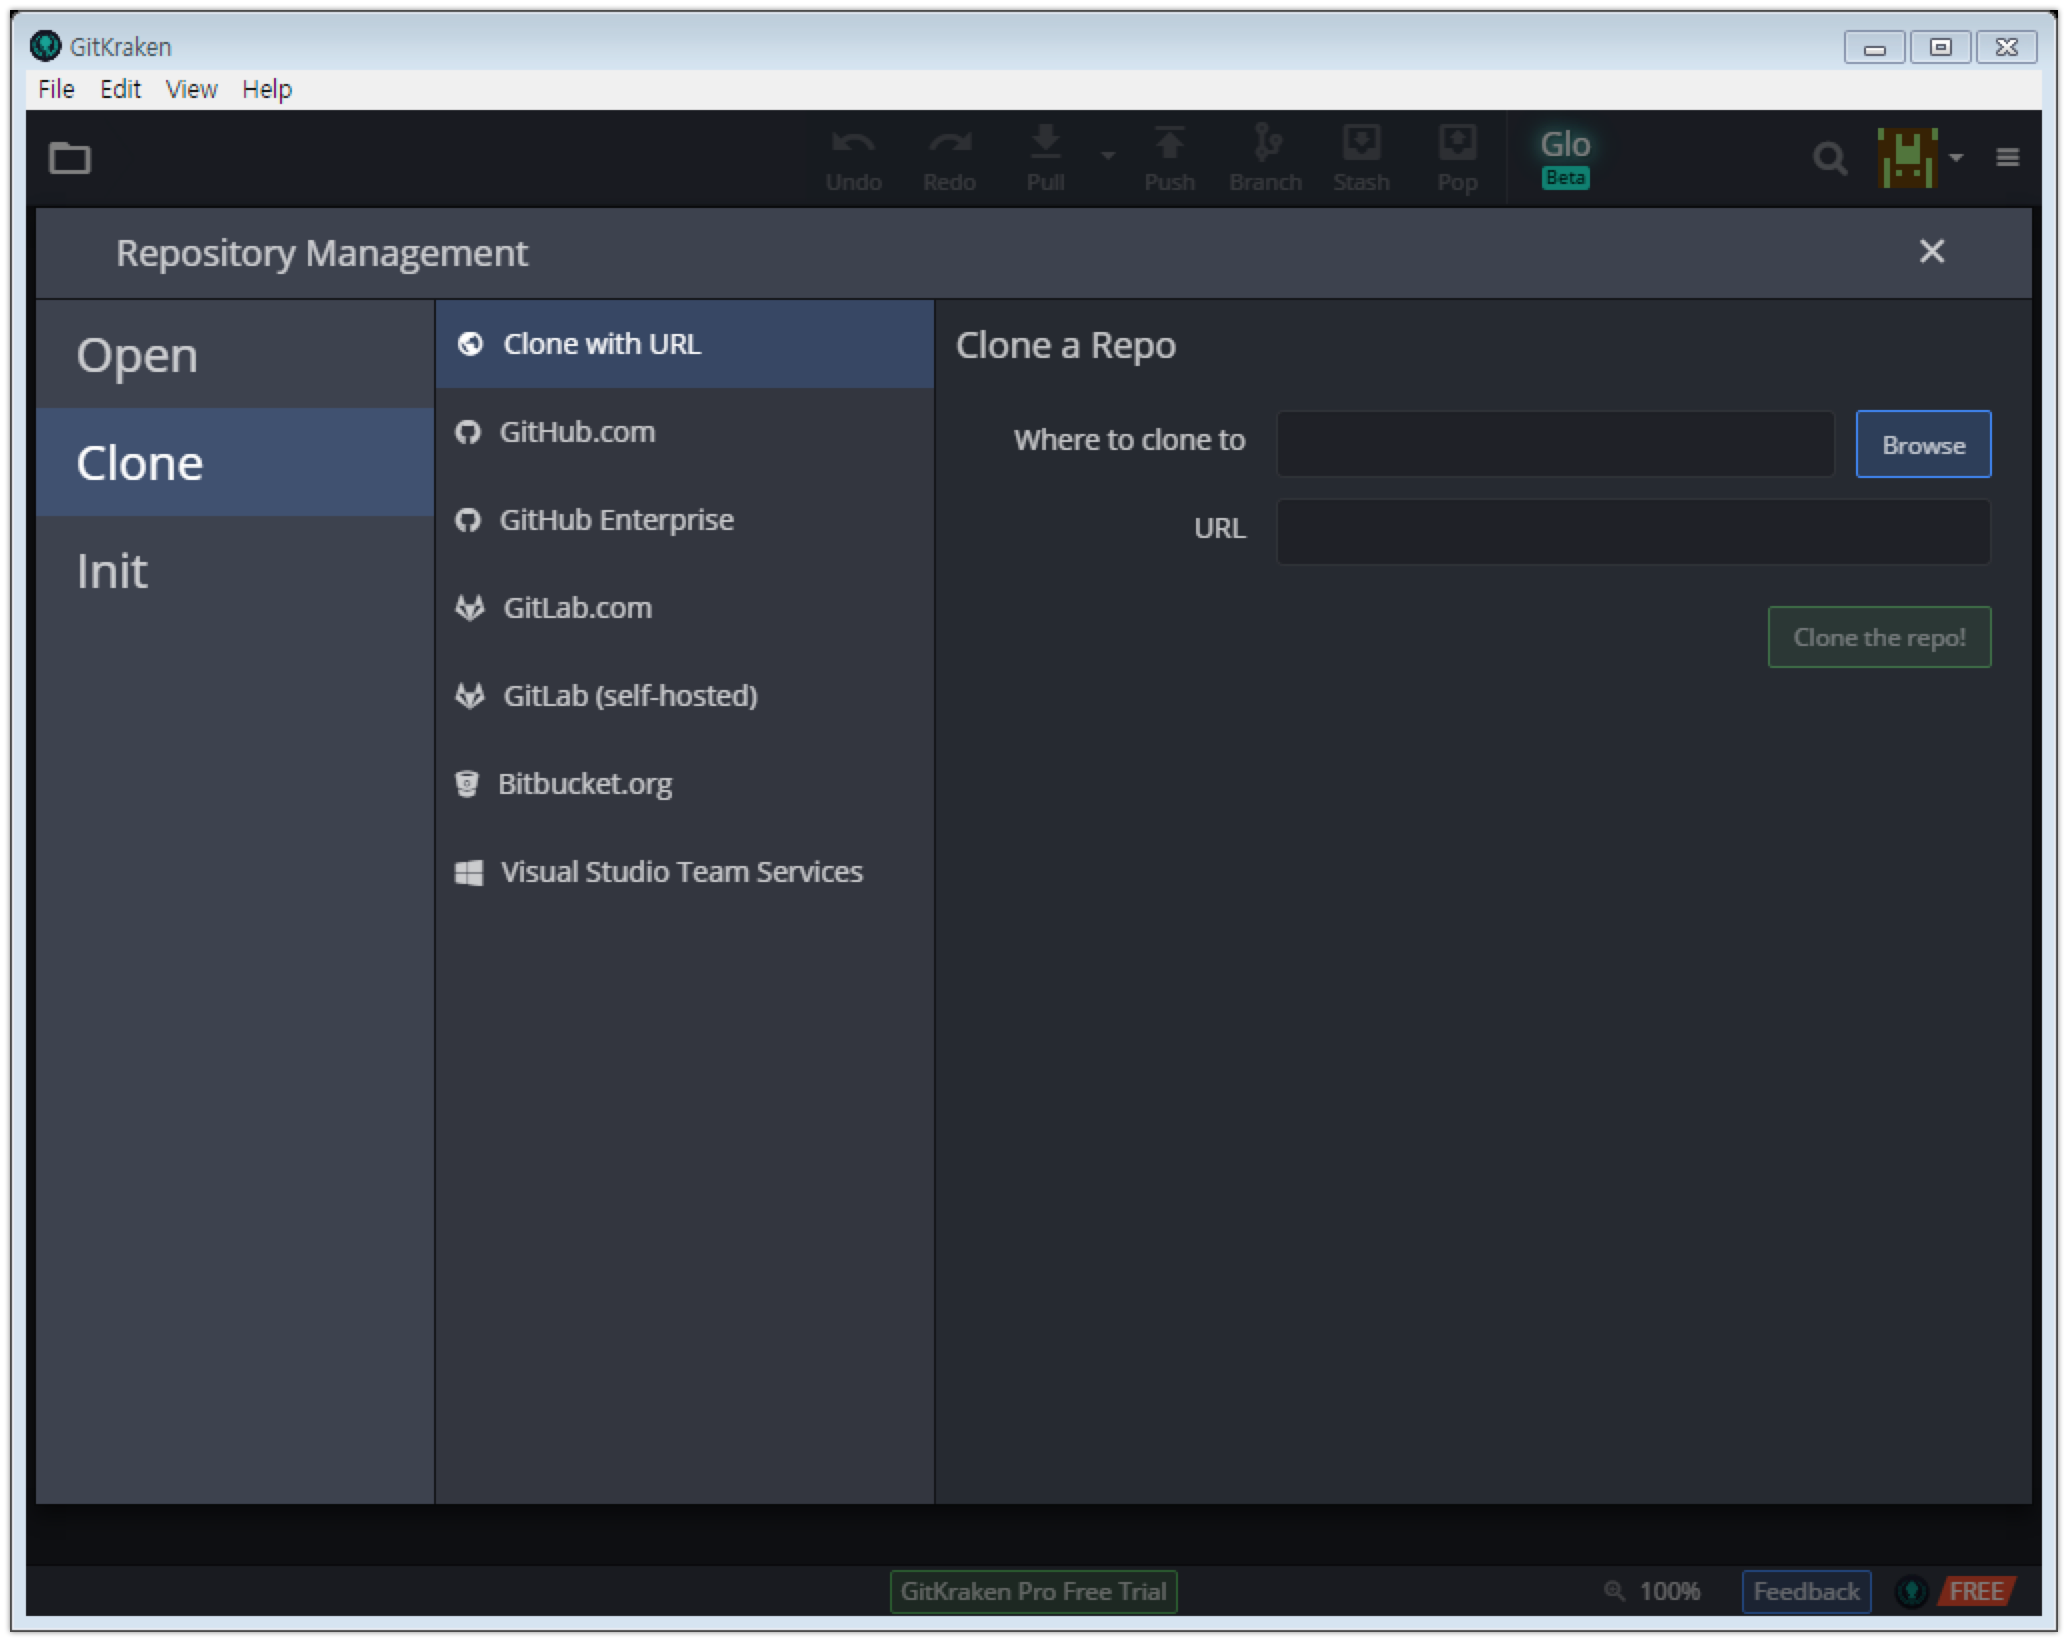 GitKraken
File Edit View Help
Undo Redo Pull Push Branch Stash Pop
Glo
Beta
Repository Management
Open
Clone
Init
Clone with URL
GitHub.com
GitHub Enterprise
GitLab.com
GitLab (self-hosted)
Bitbucket.org
Visual Studio Team Services
Clone a Repo
Where to clone to
Browse
URL
Clone the repo!
GitKraken Pro Free Trial
100%
Feedback
FREE